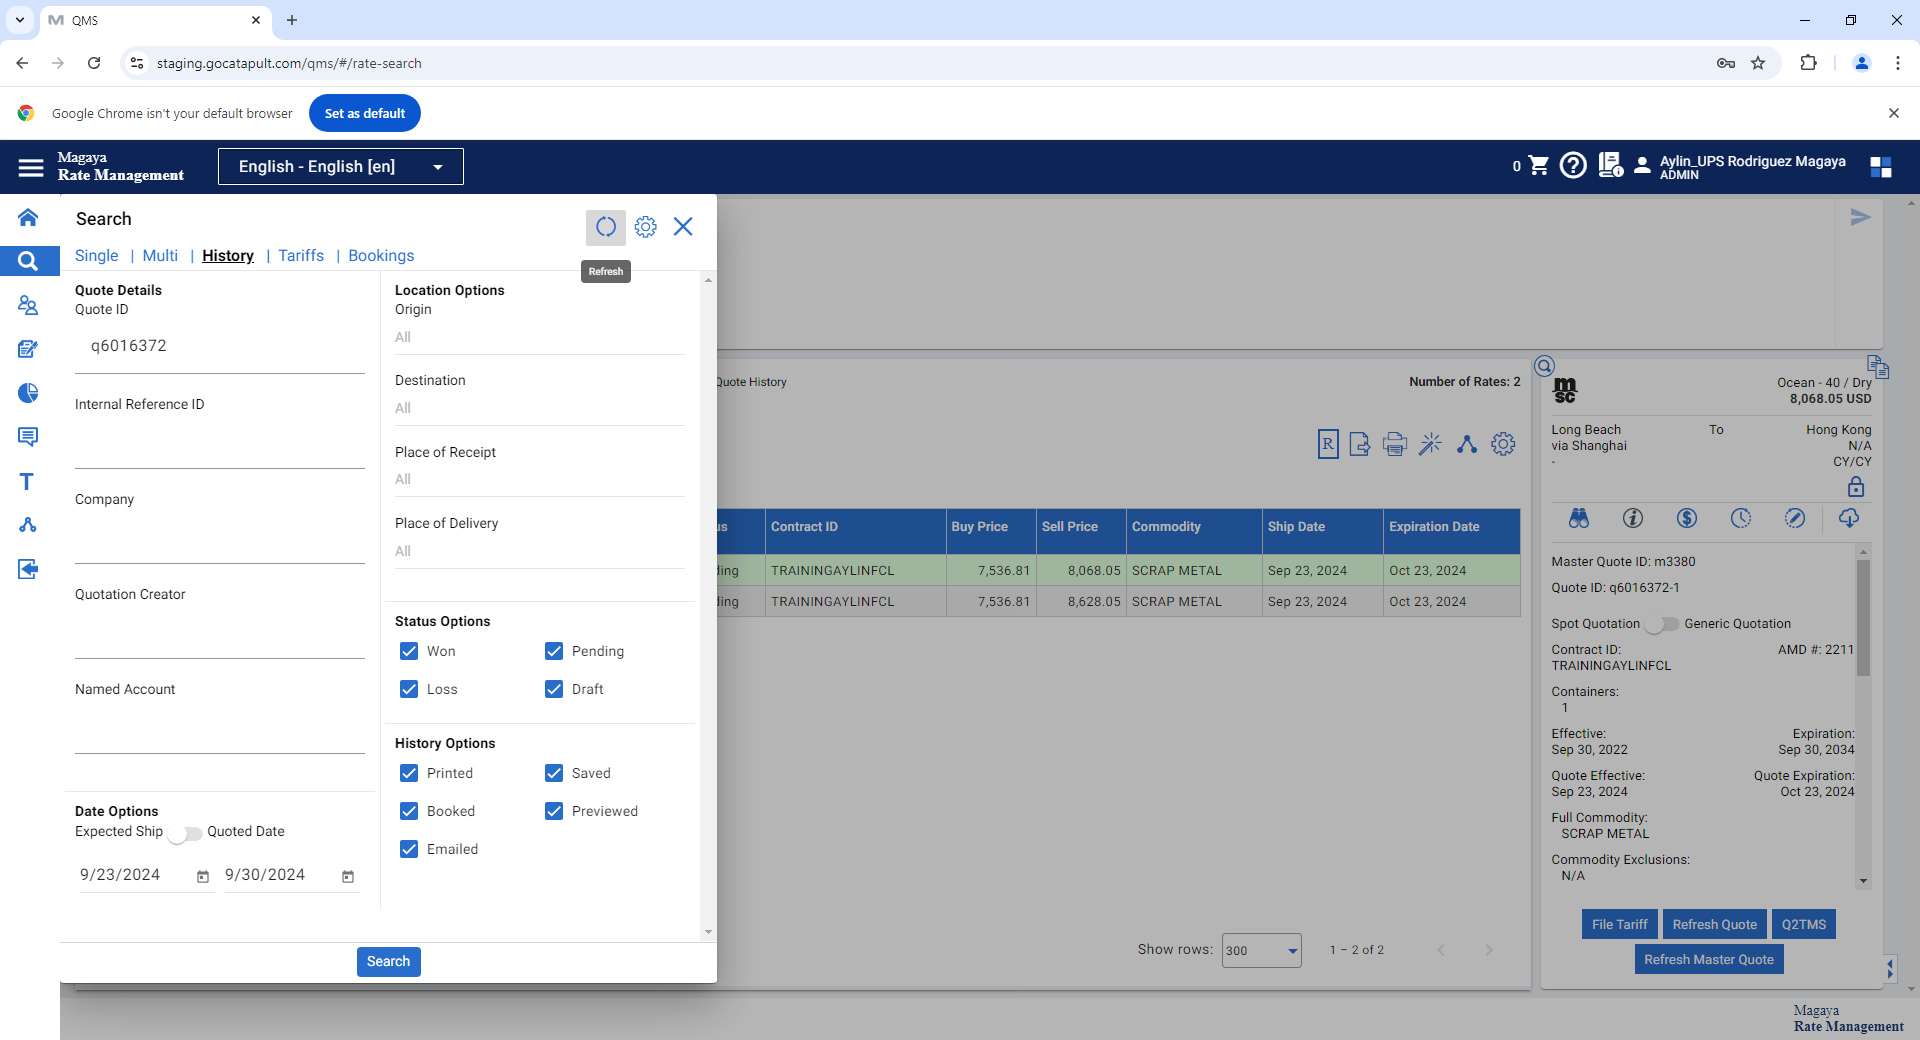 QMS
staging.gocatapult.com/qms/#/rate-search
Google Chrome isn't your default browser
Set as default
Magaya
Rate Management
English - English [en]
0
Aylin_UPS Rodriguez Magaya
ADMIN
Search
Single | Multi | History | Tariffs | Bookings
Refresh
Quote Details
Quote ID
q6016372
Internal Reference ID
Company
Quotation Creator
Named Account
Date Options
Expected Ship Quoted Date
9/23/2024 9/30/2024
Location Options
Origin
All
Destination
All
Place of Receipt
All
Place of Delivery
All
Status Options
Won Pending
Loss Draft
History Options
Printed Saved
Booked Previewed
Emailed
Search
Quote History
Number of Rates: 2
R
us Contract ID Buy Price Sell Price Commodity Ship Date Expiration Date
ding TRAININGAYLINFCL 7,536.81 8,068.05 SCRAP METAL Sep 23, 2024 Oct 23, 2024
ding TRAININGAYLINFCL 7,536.81 8,628.05 SCRAP METAL Sep 23, 2024 Oct 23, 2024
Show rows: 300 1 – 2 of 2
msc
Ocean - 40 / Dry
8,068.05 USD
Long Beach To Hong Kong
via Shanghai N/A
- CY/CY
Master Quote ID: m3380
Quote ID: q6016372-1
Spot Quotation Generic Quotation
Contract ID: AMD #: 2211
TRAININGAYLINFCL
Containers:
1
Effective: Expiration:
Sep 30, 2022 Sep 30, 2034
Quote Effective: Quote Expiration:
Sep 23, 2024 Oct 23, 2024
Full Commodity:
SCRAP METAL
Commodity Exclusions:
N/A
File Tariff Refresh Quote Q2TMS
Refresh Master Quote
Magaya
Rate Management